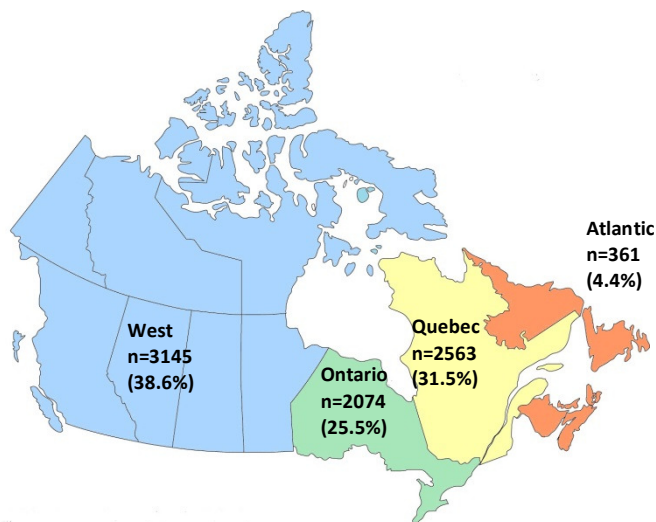 Atlantic
n=361
(4.4%)
West
n=3145
(38.6%)
Quebec
n=2563
(31.5%)
Ontario
n=2074
(25.5%)